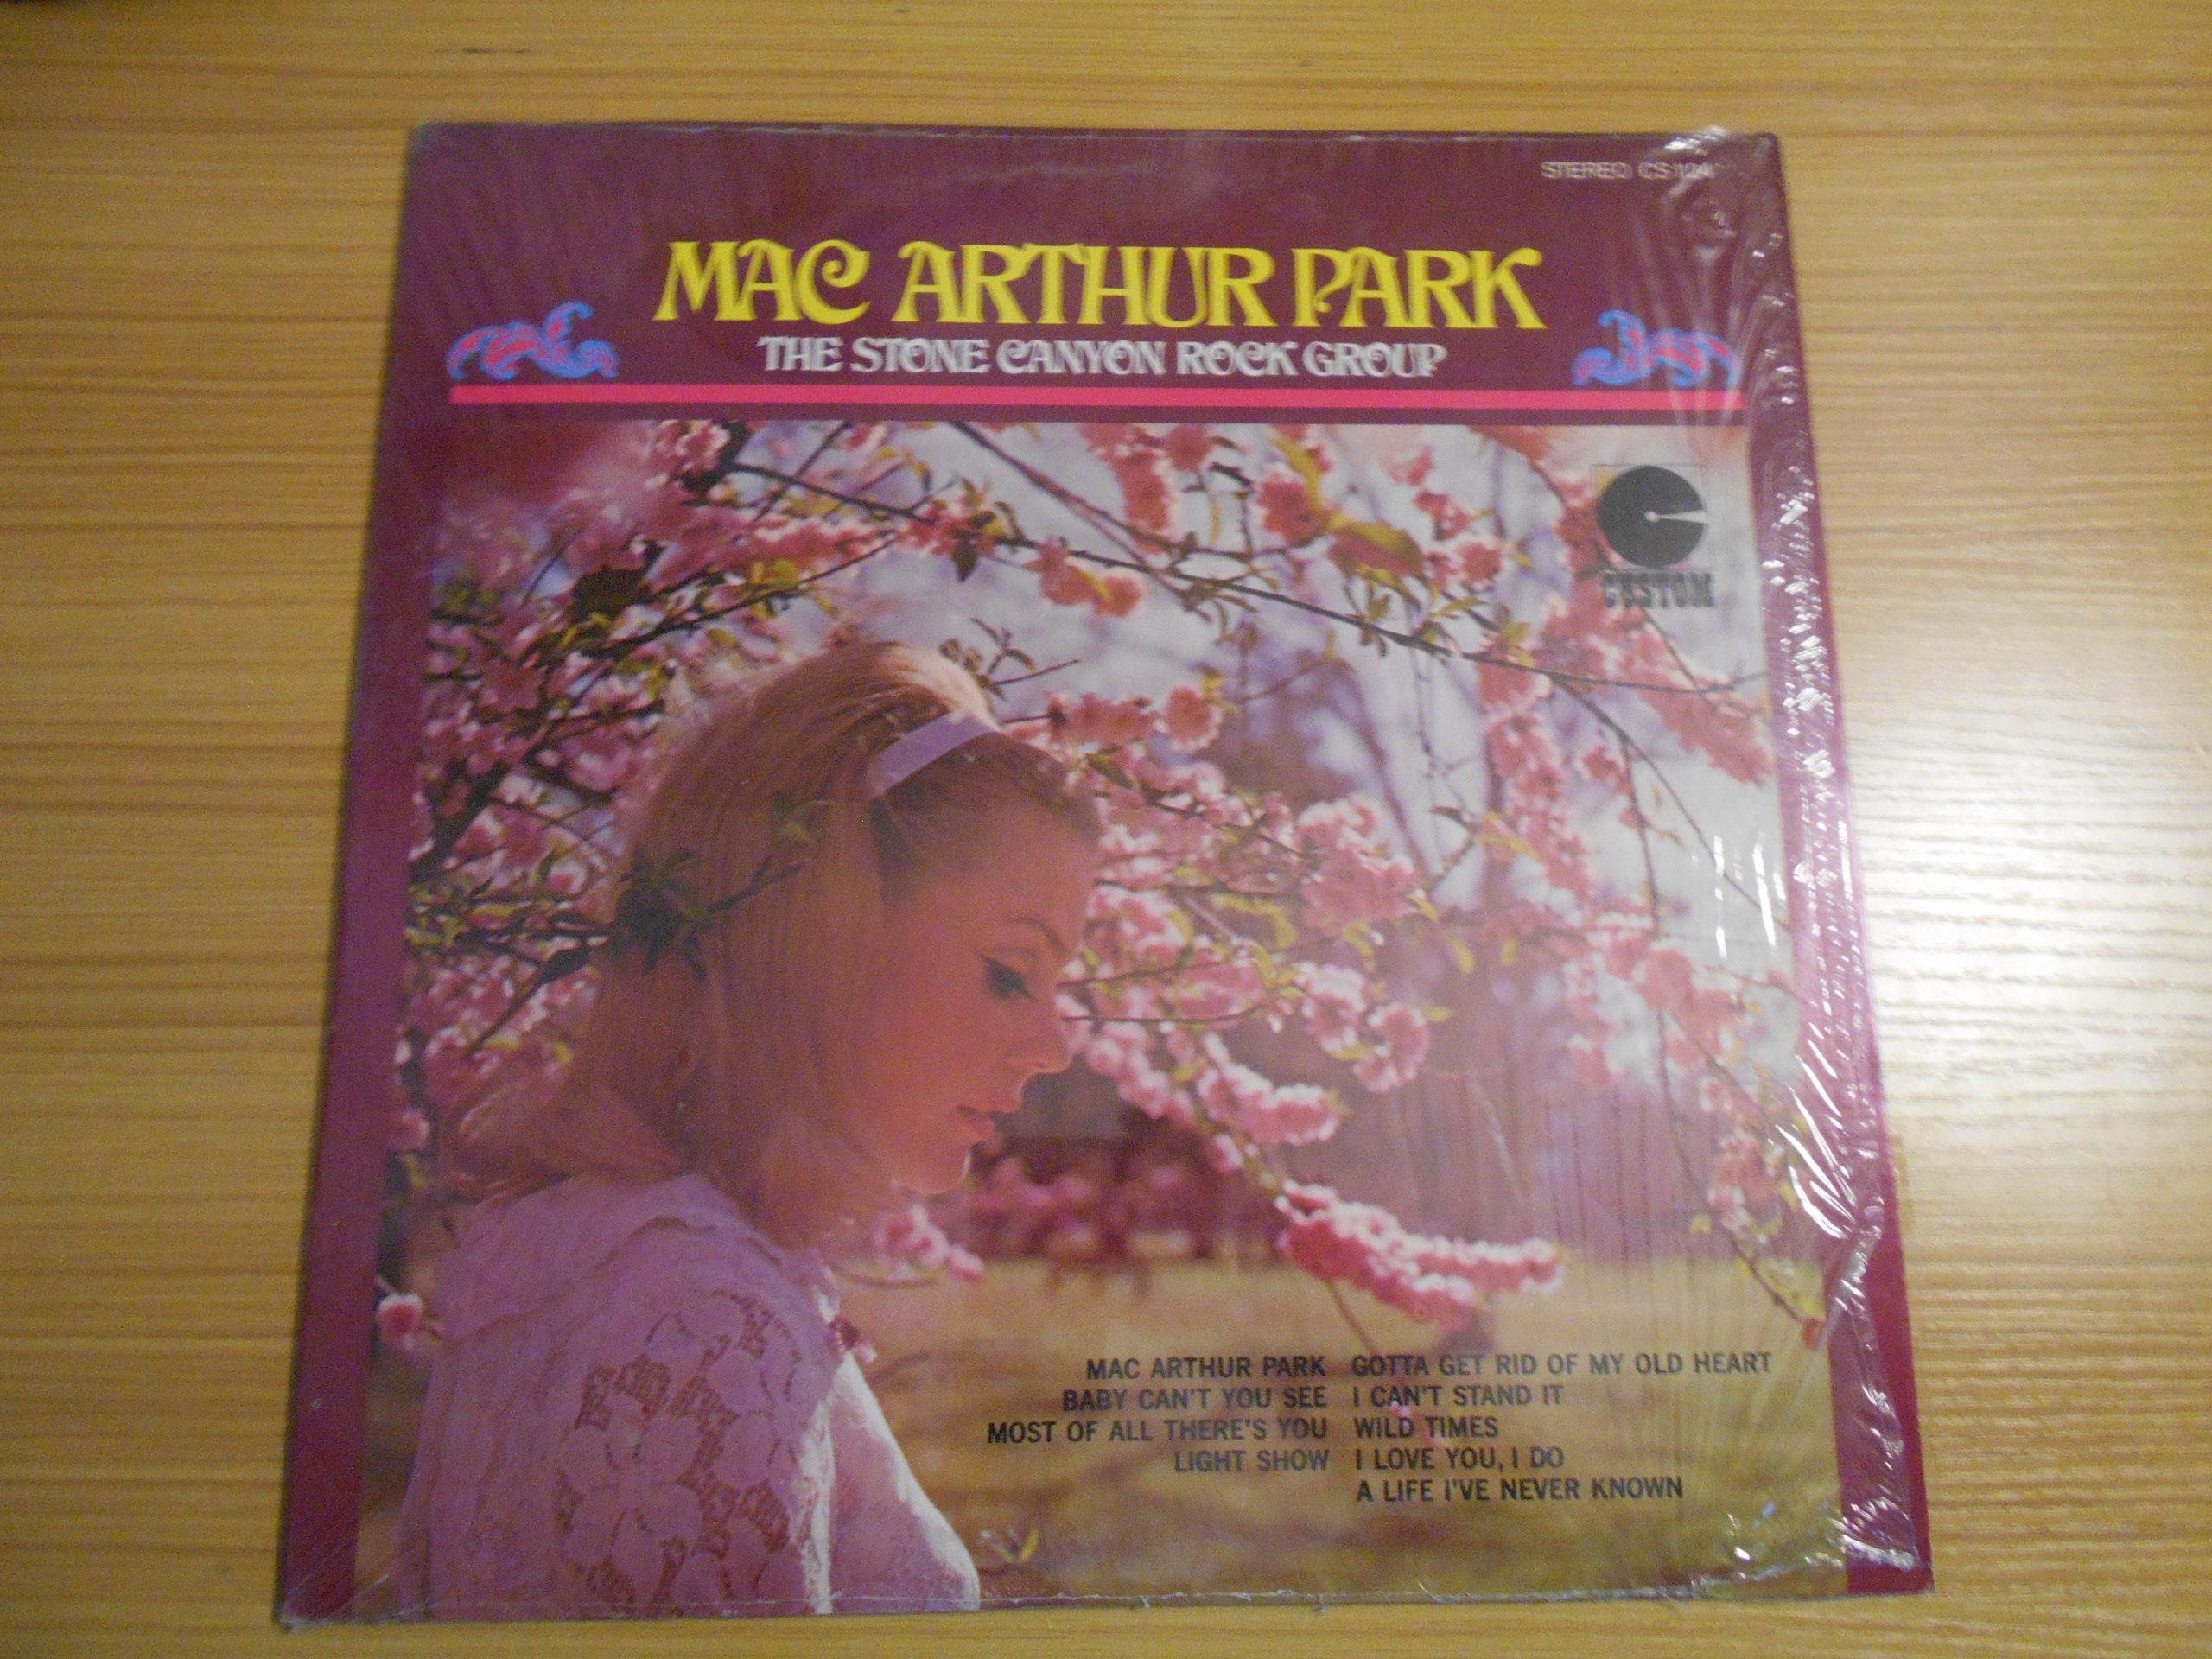 STEREO CS 1124
MAC ARTHUR PARK
THE STONE CANYON ROCK GROUP
CUSTOM
MAC ARTHUR PARK
BABY CAN'T YOU SEE
MOST OF ALL THERE'S YOU
LIGHT SHOW
GOTTA GET RID OF MY OLD HEART
I CAN'T STAND IT
WILD TIMES
I LOVE YOU, I DO
A LIFE I'VE NEVER KNOWN